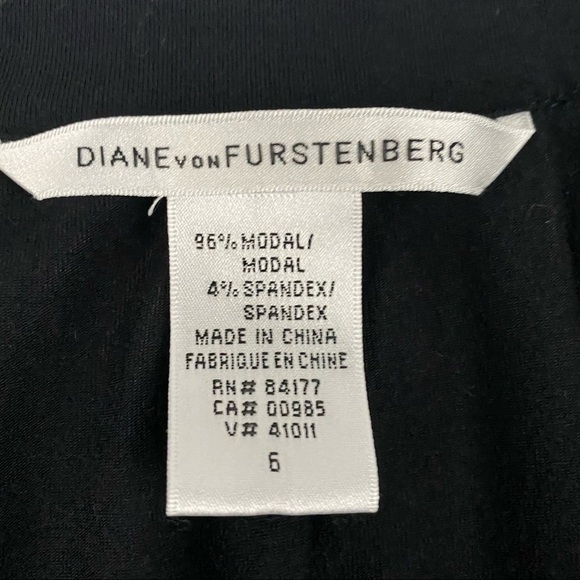 DIANE VON FURSTENBERG
96% MODAL/
MODAL
4% SPANDEX/
SPANDEX
MADE IN CHINA
FABRIQUE EN CHINE
RN# 84177
CA# 00985
V# 41011
6